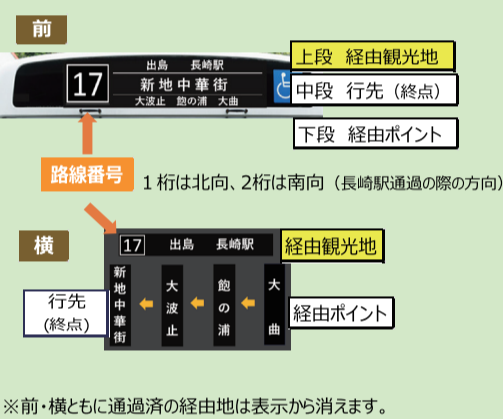 前
17
出島 長崎駅
新地中華街
大波止 飽の浦 大曲
上段 経由観光地
中段 行先(終点)
下段 経由ポイント
路線番号
1桁は北向、2桁は南向(長崎駅通過の際の方向)
横
17 出島 長崎駅
経由観光地
新地中華街
大波止
飽の浦
大曲
行先
(終点)
経由ポイント
※前・横ともに通過済の経由地は表示から消えます。